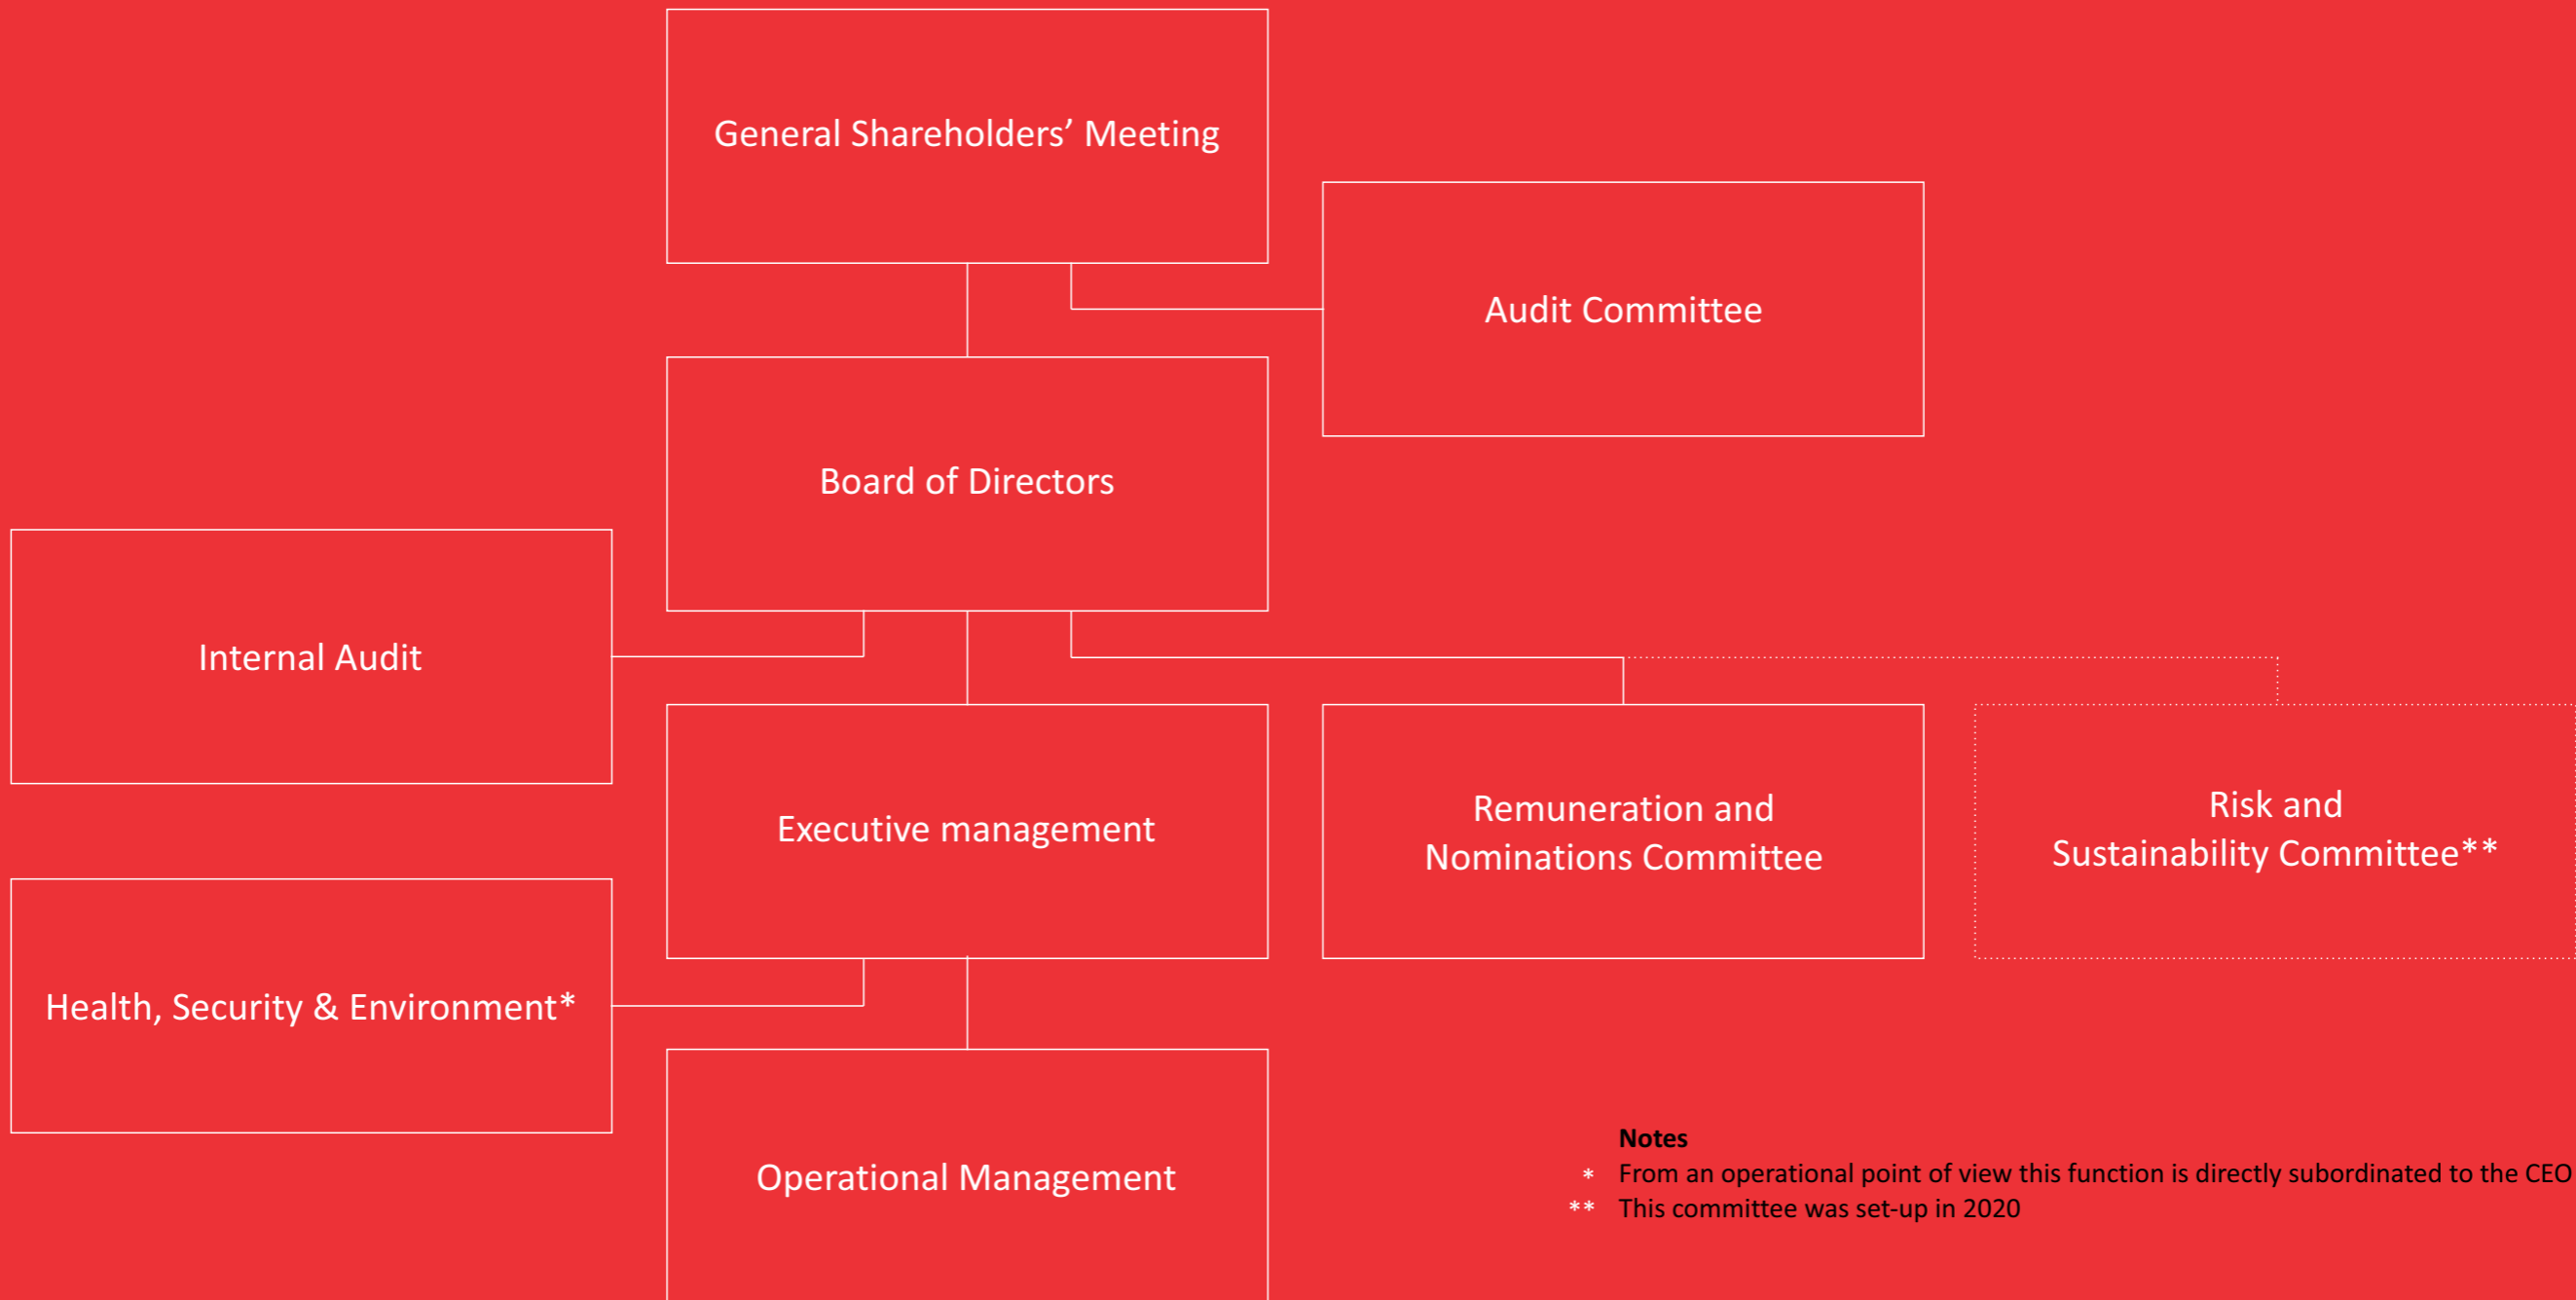 General Shareholders’ Meeting
Audit Committee
Board of Directors
Internal Audit
Executive management
Remuneration and
Nominations Committee
Risk and
Sustainability Committee**
Health, Security & Environment*
Operational Management
Notes
* From an operational point of view this function is directly subordinated to the CEO
** This committee was set-up in 2020